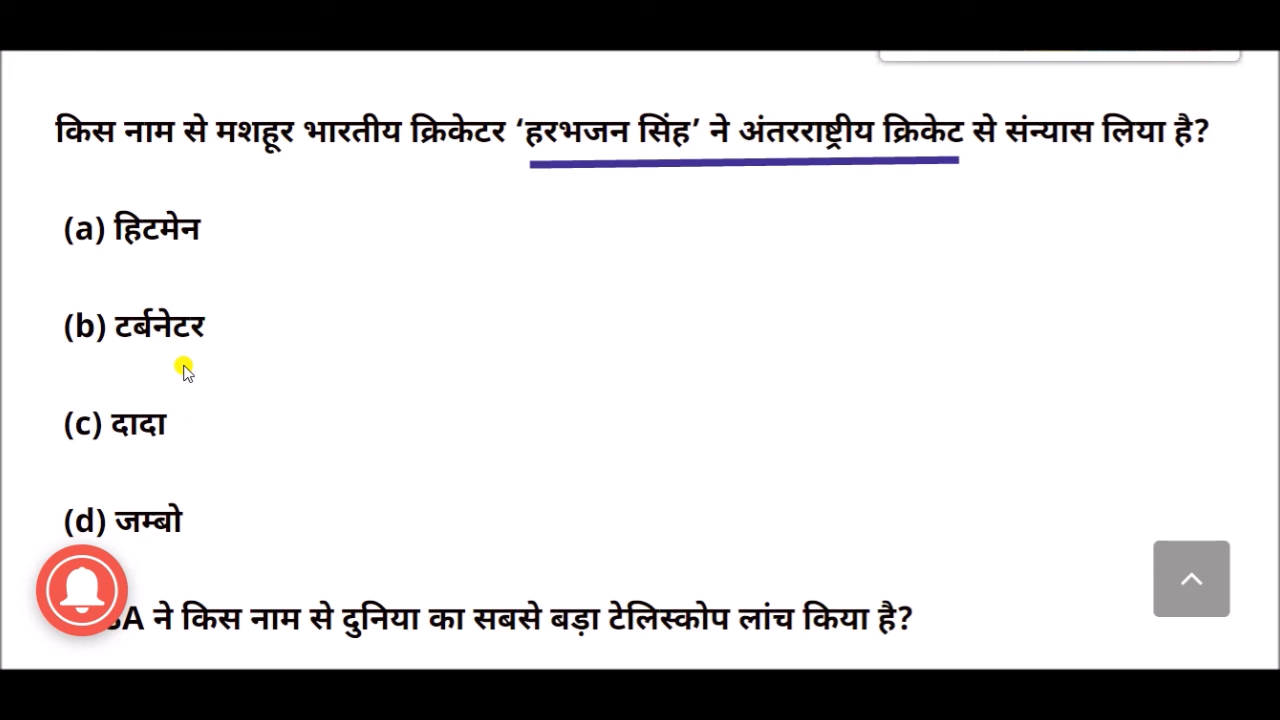 किस नाम से मशहूर भारतीय क्रिकेटर ‘हरभजन सिंह’ ने अंतरराष्ट्रीय क्रिकेट से संन्यास लिया है?
(a) हिटमेन
(b) टर्बनेटर
(c) दादा
(d) जम्बो
ने किस नाम से दुनिया का सबसे बड़ा टेलिस्कोप लांच किया है?